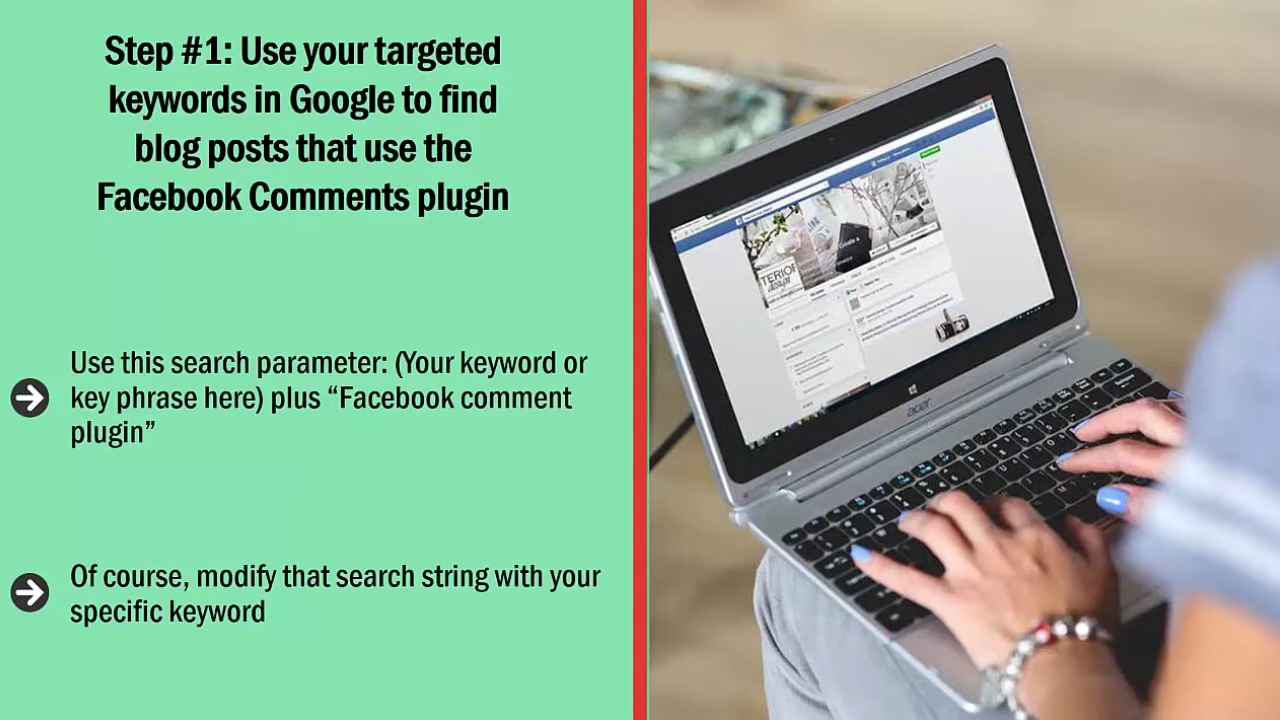 Step #1: Use your targeted
keywords in Google to find
blog posts that use the
Facebook Comments plugin
Use this search parameter: (Your keyword or
key phrase here) plus “Facebook comment
plugin”
Of course, modify that search string with your
specific keyword
TERIOR
Create a
acer